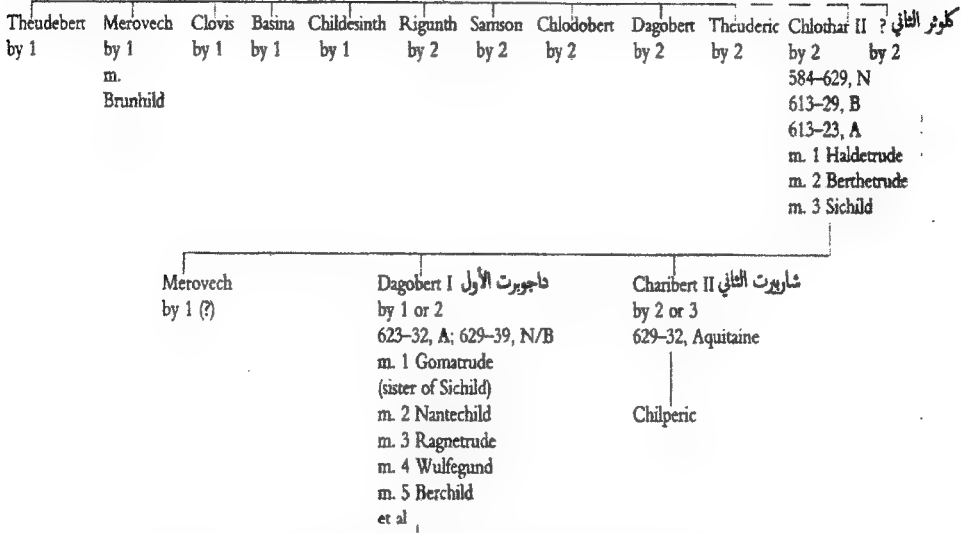 Theudebert Merovech Clovis Basina Childesinth Rigunth Samson Chlodobert Dagobert Theuderic Chlothar II ? كلوثر الثاني
by 1 by 1 by 1 by 1 by 1 by 2 by 2 by 2 by 2 by 2 by 2 by 2
m. 584–629, N
Brunhild 613–29, B
613–23, A
m. 1 Haldetrude
m. 2 Berthetrude
m. 3 Sichild
Merovech Dagobert I داجوبرت الأول Charibert II شاريبرت الثاني
by 1 (?) by 1 or 2 by 2 or 3
623–32, A; 629–39, N/B 629–32, Aquitaine
m. 1 Gomatrude
(sister of Sichild)
m. 2 Nantechild Chilperic
m. 3 Ragnetrude
m. 4 Wulfegund
m. 5 Berchild
et al